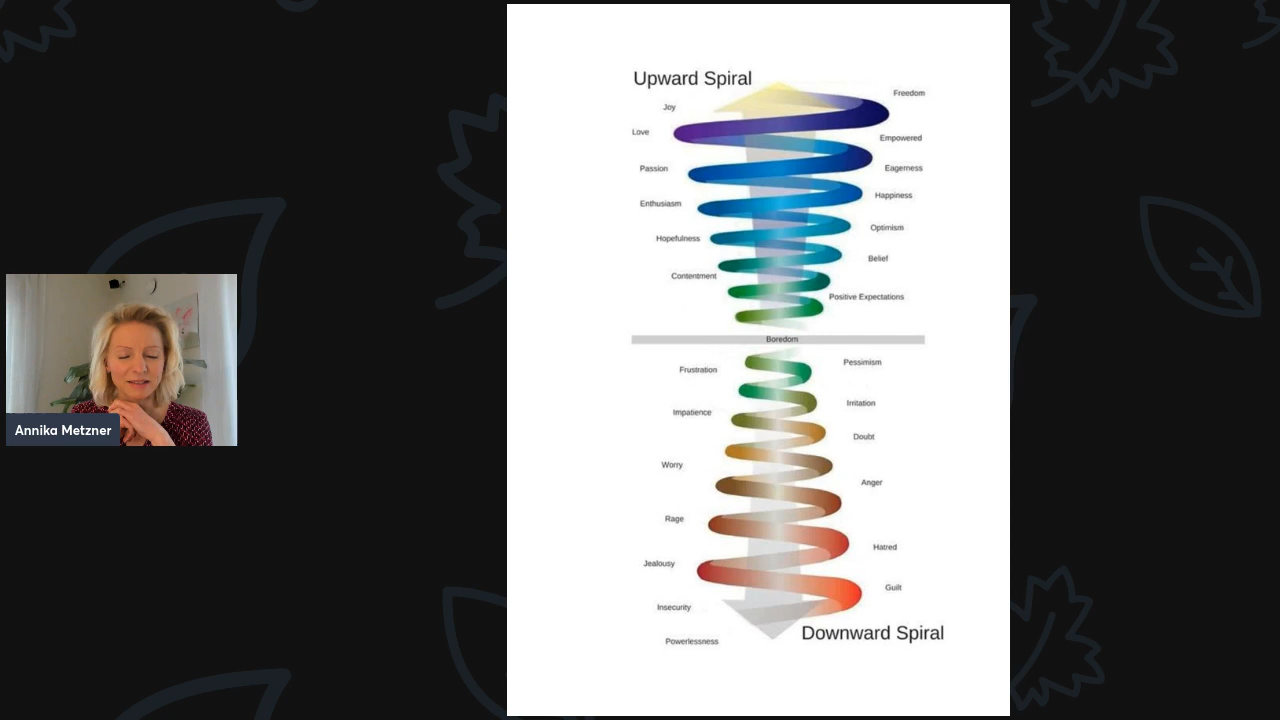 Upward Spiral
Freedom
Joy
Love
Empowered
Passion
Eagerness
Happiness
Enthusiasm
Optimism
Hopefulness
Belief
Contentment
Positive Expectations
Boredom
Pessimism
Frustration
Irritation
Impatience
Annika Metzner
Doubt
Worry
Anger
Rage
Hatred
Jealousy
Guilt
Insecurity
Downward Spiral
Powerlessness